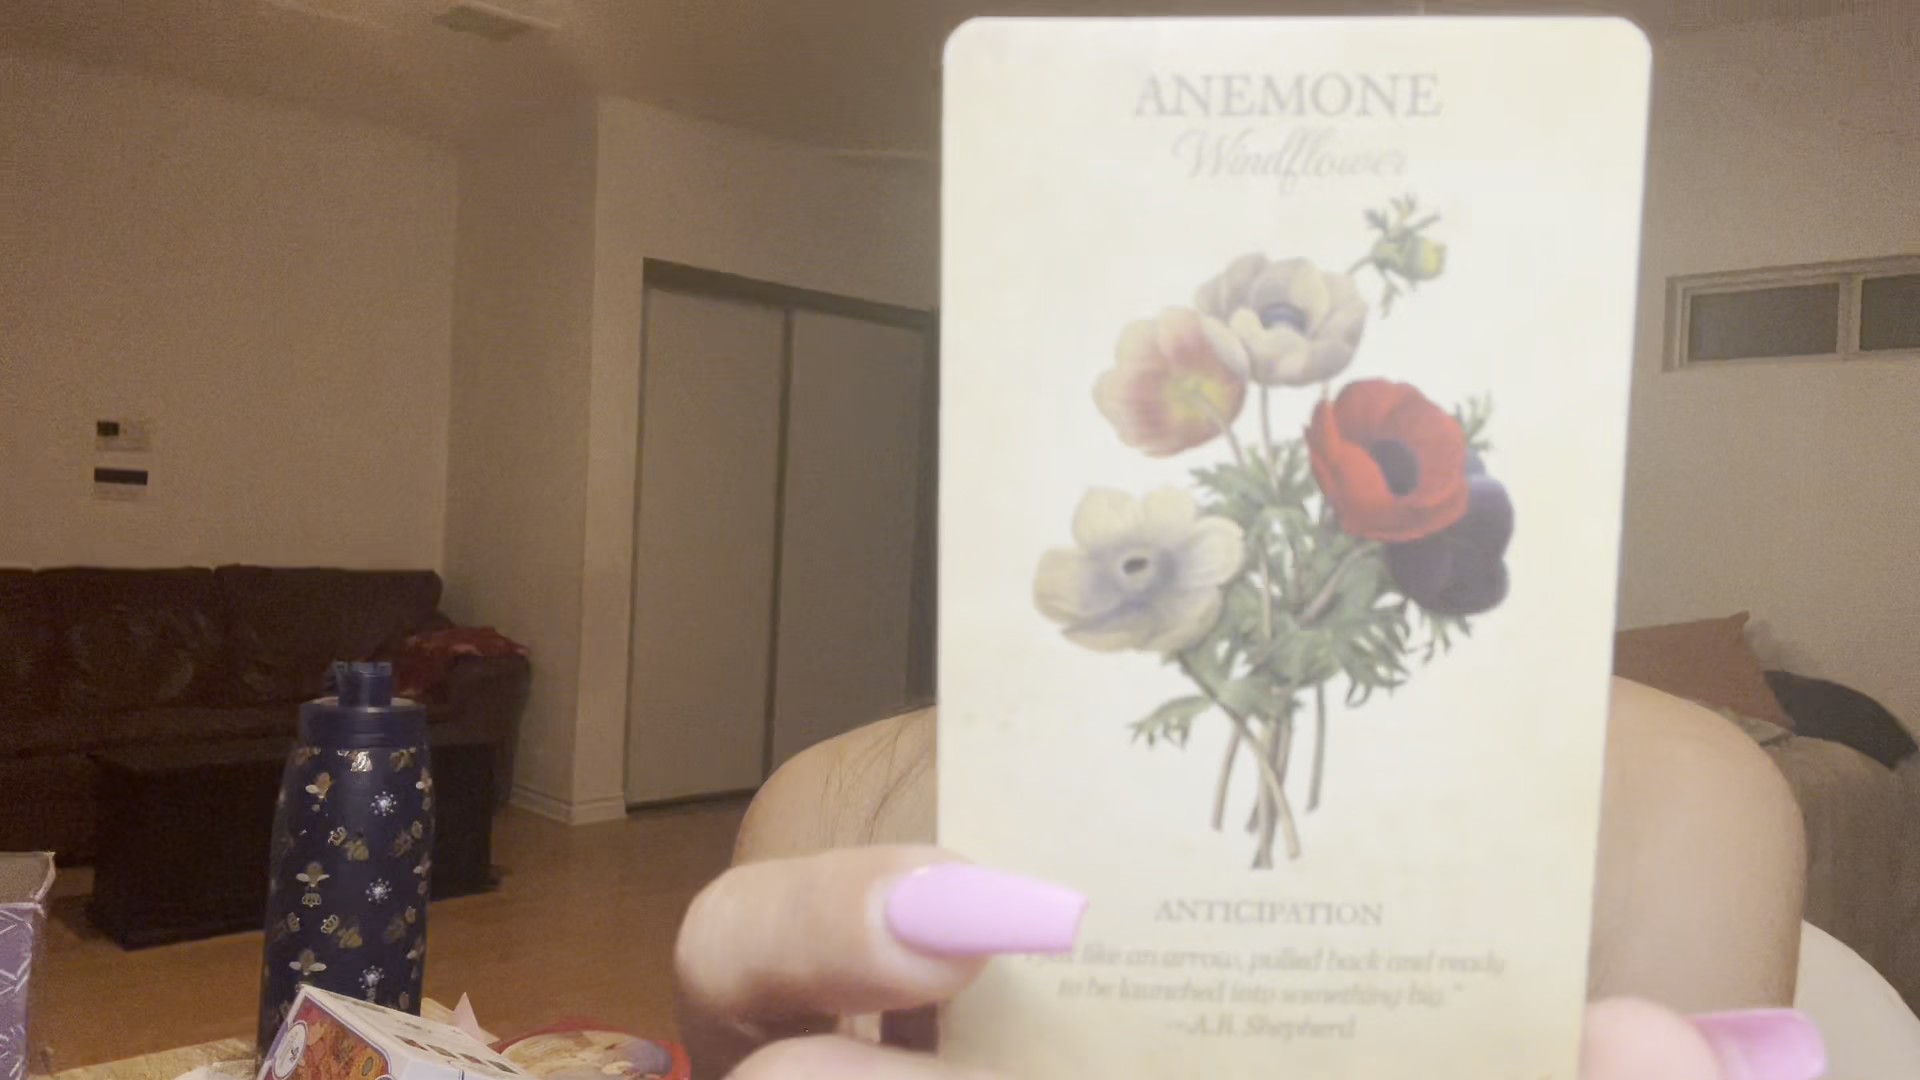 ANEMONE
Windflower
ANTICIPATION
like an arrow, pulled back and ready
to be launched into something big."
—A.B. Shepherd